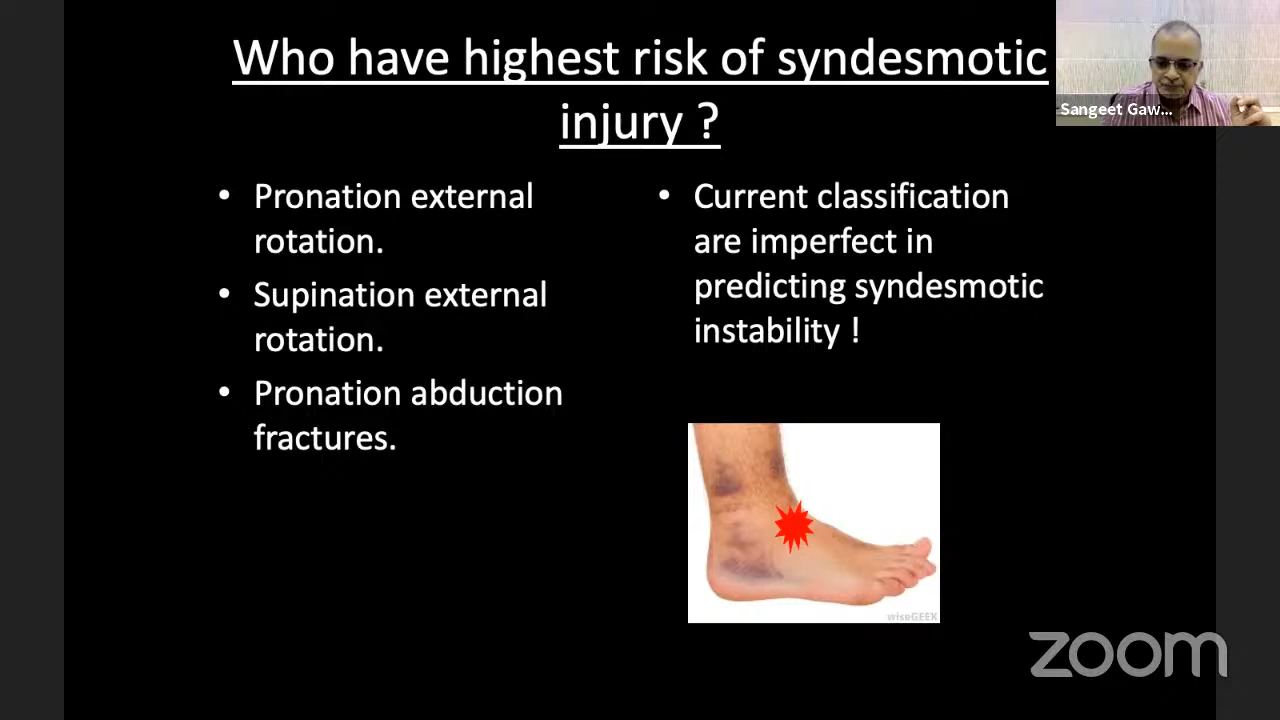 Who have highest risk of syndesmotic
injury ?
Sangeet Gaw...
• Pronation external
rotation.
• Supination external
rotation.
• Pronation abduction
fractures.
• Current classification
are imperfect in
predicting syndesmotic
instability !
wiseGEEK
zoom